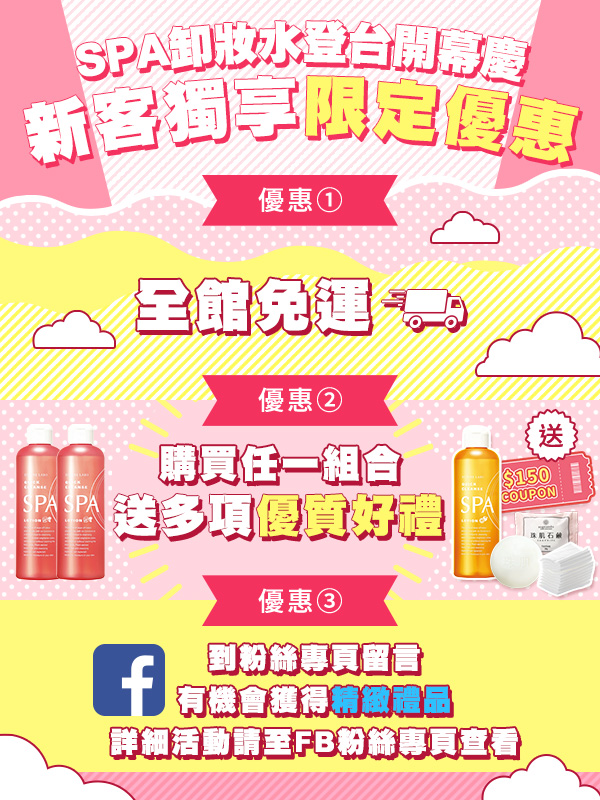 SPA卸妝水登台開幕慶
新客獨享限定優惠
優惠①
全館免運
優惠②
購買任一組合
送多項優質好禮
SPA
SPA
SPA
送
$150
COUPON
珠肌石鹼
優惠③
到粉絲專頁留言
有機會獲得精緻禮品
詳細活動請至FB粉絲專頁查看